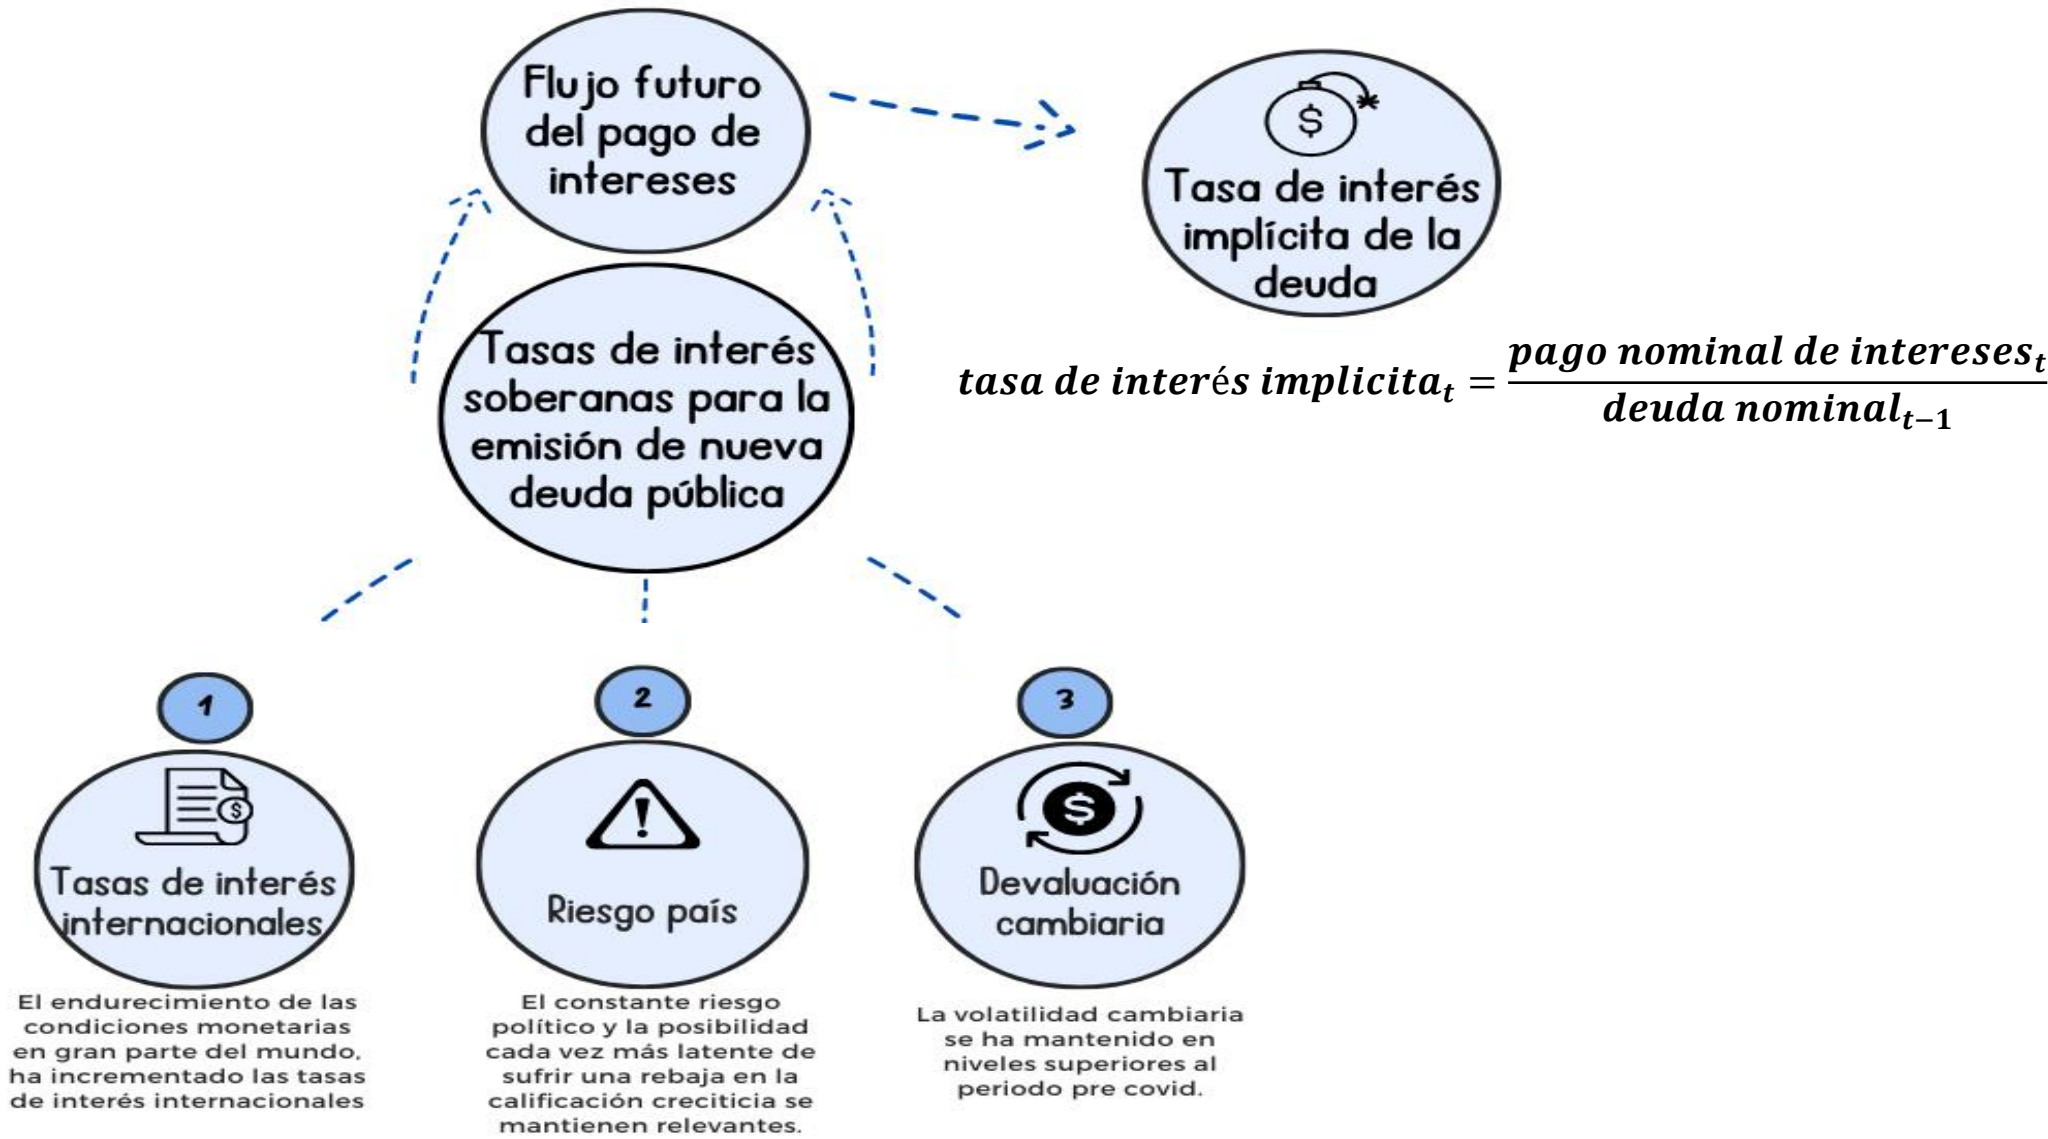 Flujo futuro
del pago de
intereses
$
Tasa de interés
implícita de la
deuda
tasa de interés implicita_t = pago nominal de intereses_t / deuda nominal_{t−1}
Tasas de interés
soberanas para la
emisión de nueva
deuda pública
1
$
Tasas de interés
internacionales
El endurecimiento de las
condiciones monetarias
en gran parte del mundo,
ha incrementado las tasas
de interés internacionales
2
!
Riesgo país
El constante riesgo
político y la posibilidad
cada vez más latente de
sufrir una rebaja en la
calificación creciticia se
mantienen relevantes.
3
$
Devaluación
cambiaria
La volatilidad cambiaria
se ha mantenido en
niveles superiores al
periodo pre covid.